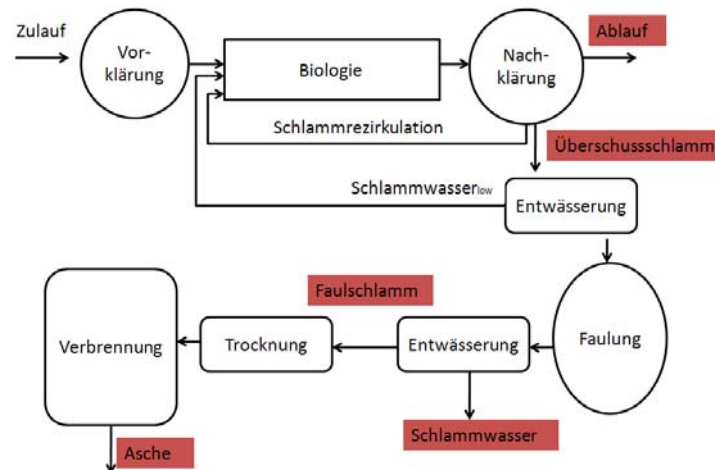 Zulauf
Vor-
klärung
Biologie
Nach-
klärung
Ablauf
Schlammrezirkulation
Überschussschlamm
Schlammwasserlow
Entwässerung
Faulschlamm
Verbrennung
Trocknung
Entwässerung
Faulung
Schlammwasser
Asche